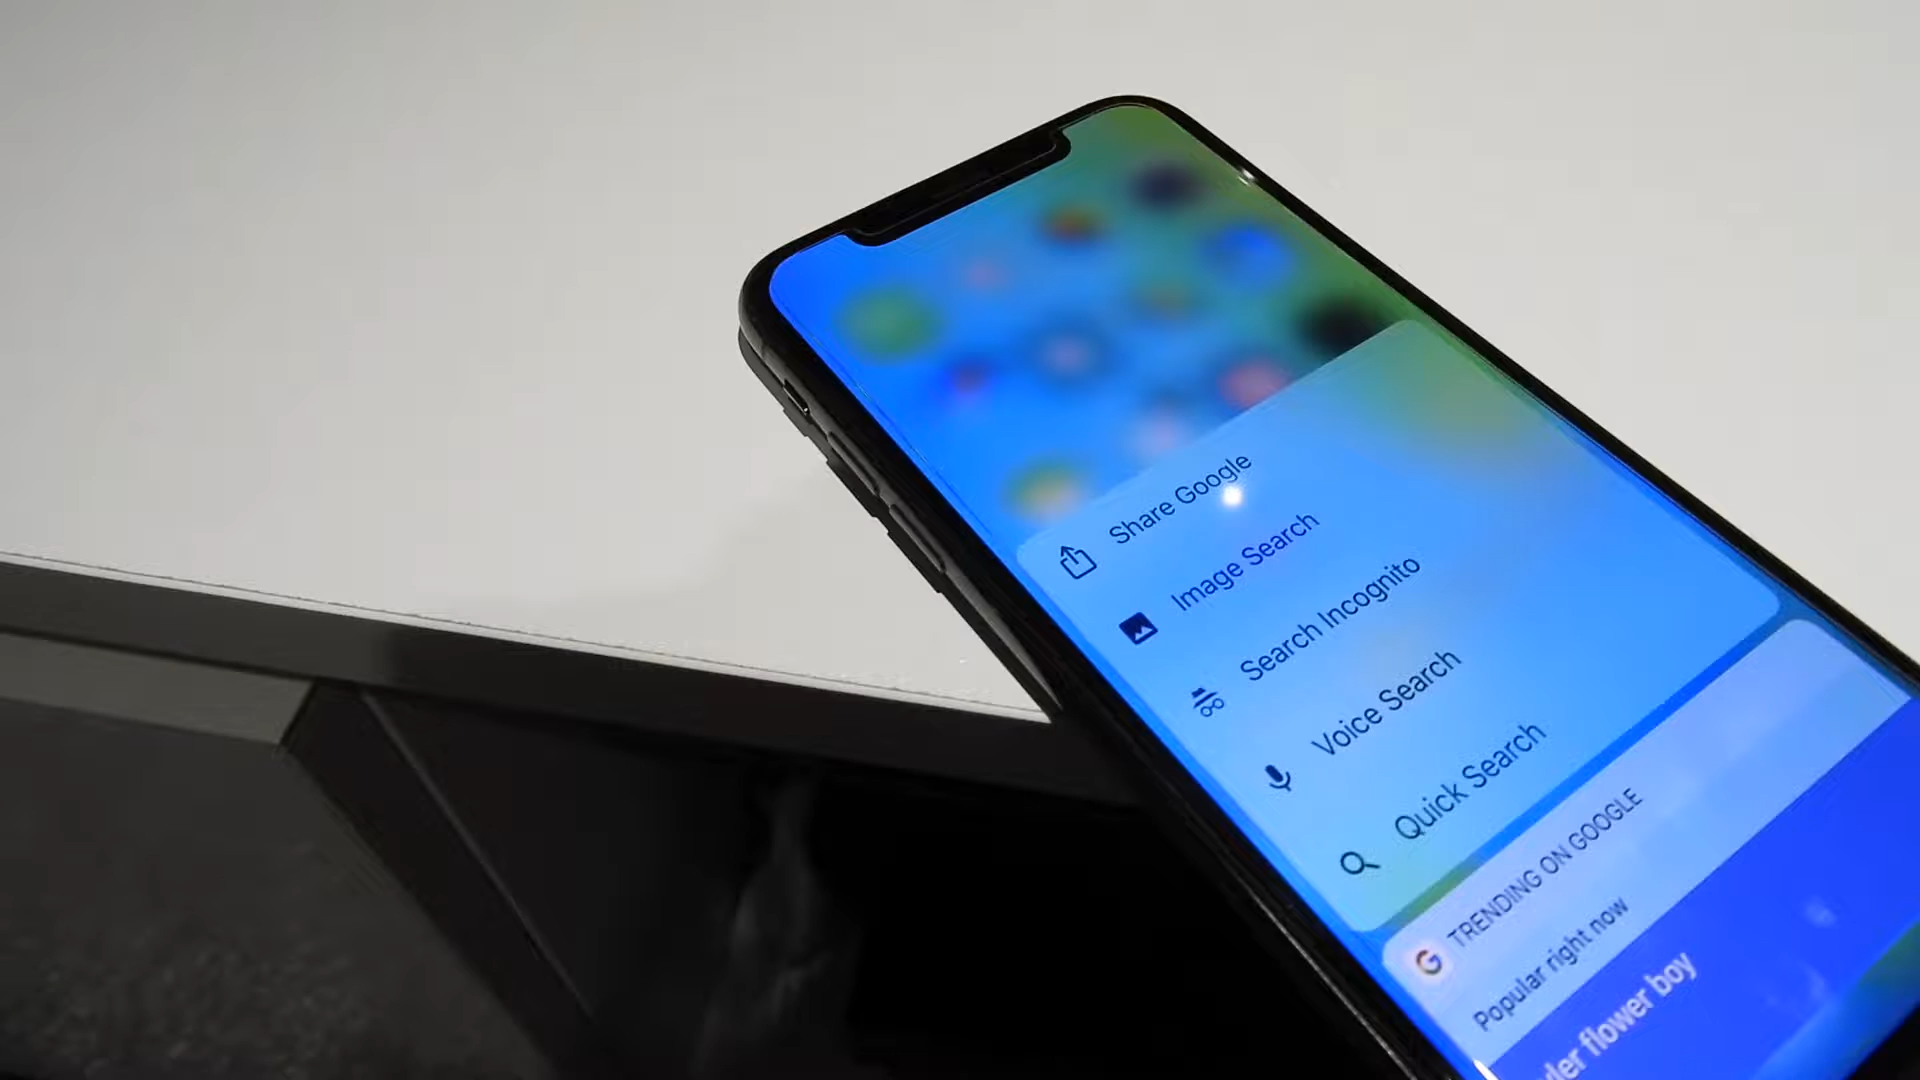 Share Google
Image Search
Search Incognito
Voice Search
Quick Search
G TRENDING ON GOOGLE
Popular right now
flower boy